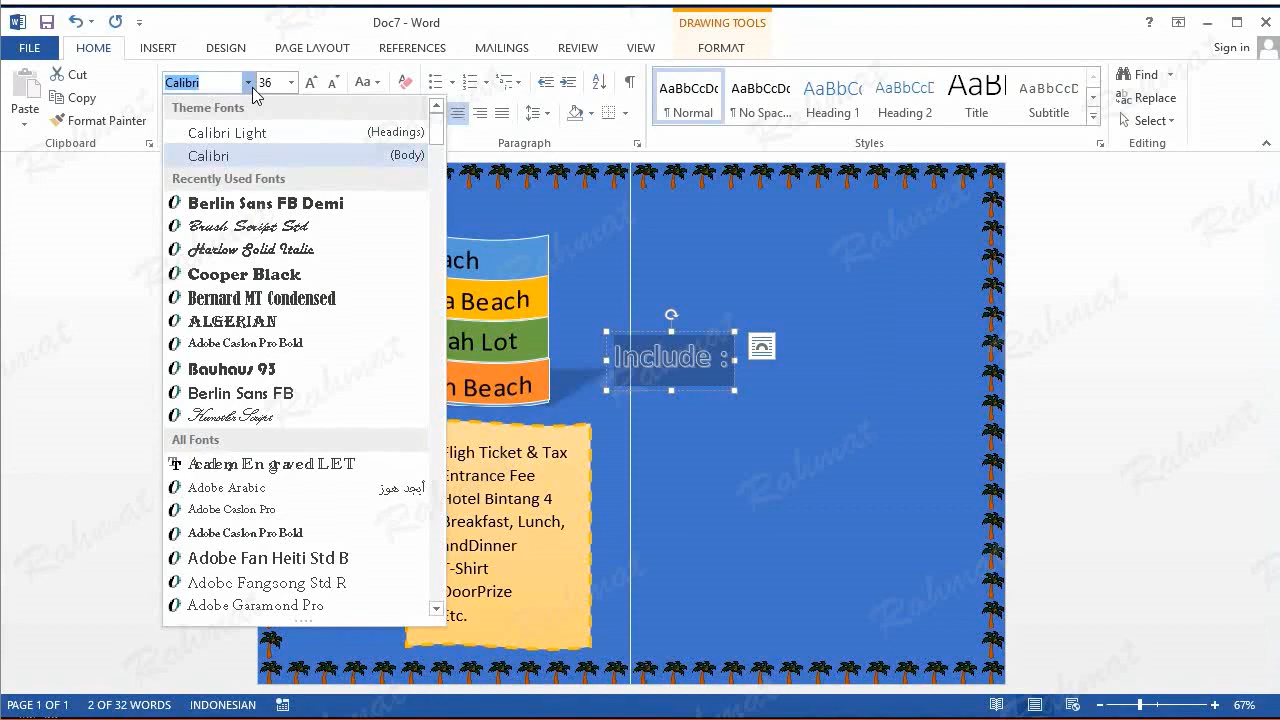 Doc7 - Word
DRAWING TOOLS
FILE
HOME
INSERT
DESIGN
PAGE LAYOUT
REFERENCES
MAILINGS
REVIEW
VIEW
FORMAT
Sign in
Paste
Cut
Copy
Format Painter
Clipboard
Calibri
36
Aa
Paragraph
AaBbCcDc
¶ Normal
AaBbCcDc
¶ No Spac...
AaBbCc
Heading 1
AaBbCcE
Heading 2
AaBl
Title
AaBbCcD
Subtitle
Styles
Find
Replace
Select
Editing
Theme Fonts
Calibri Light (Headings)
Calibri (Body)
Recently Used Fonts
Berlin Sans FB Demi
Brush Script Std
Harlow Solid Italic
Cooper Black
Bernard MT Condensed
ALGERIAN
Adobe Caslon Pro Bold
Bauhaus 93
Berlin Sans FB
Kunstler Script
All Fonts
Academy Engraved LET
Adobe Arabic أبجد هوز
Adobe Caslon Pro
Adobe Caslon Pro Bold
Adobe Fan Heiti Std B
Adobe Fangsong Std R
Adobe Garamond Pro
ach
a Beach
ah Lot
n Beach
Include :
Fligh Ticket & Tax
Entrance Fee
Hotel Bintang 4
Breakfast, Lunch,
andDinner
T-Shirt
DoorPrize
Etc.
Rahmat
PAGE 1 OF 1
2 OF 32 WORDS
INDONESIAN
67%